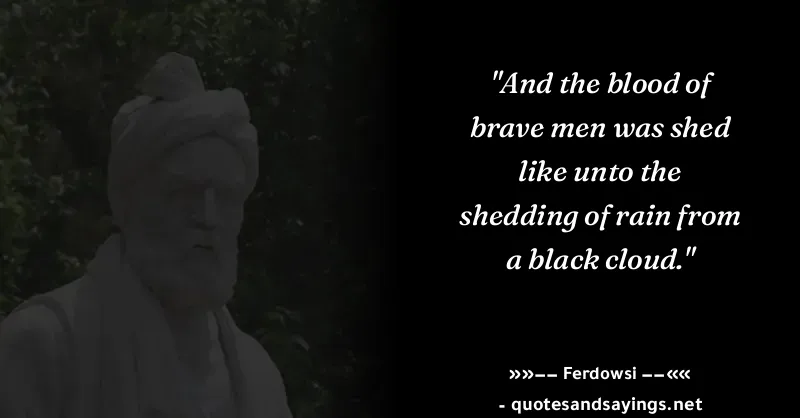 "And the blood of
brave men was shed
like unto the
shedding of rain from
a black cloud."
»»−− Ferdowsi −−««
- quotesandsayings.net